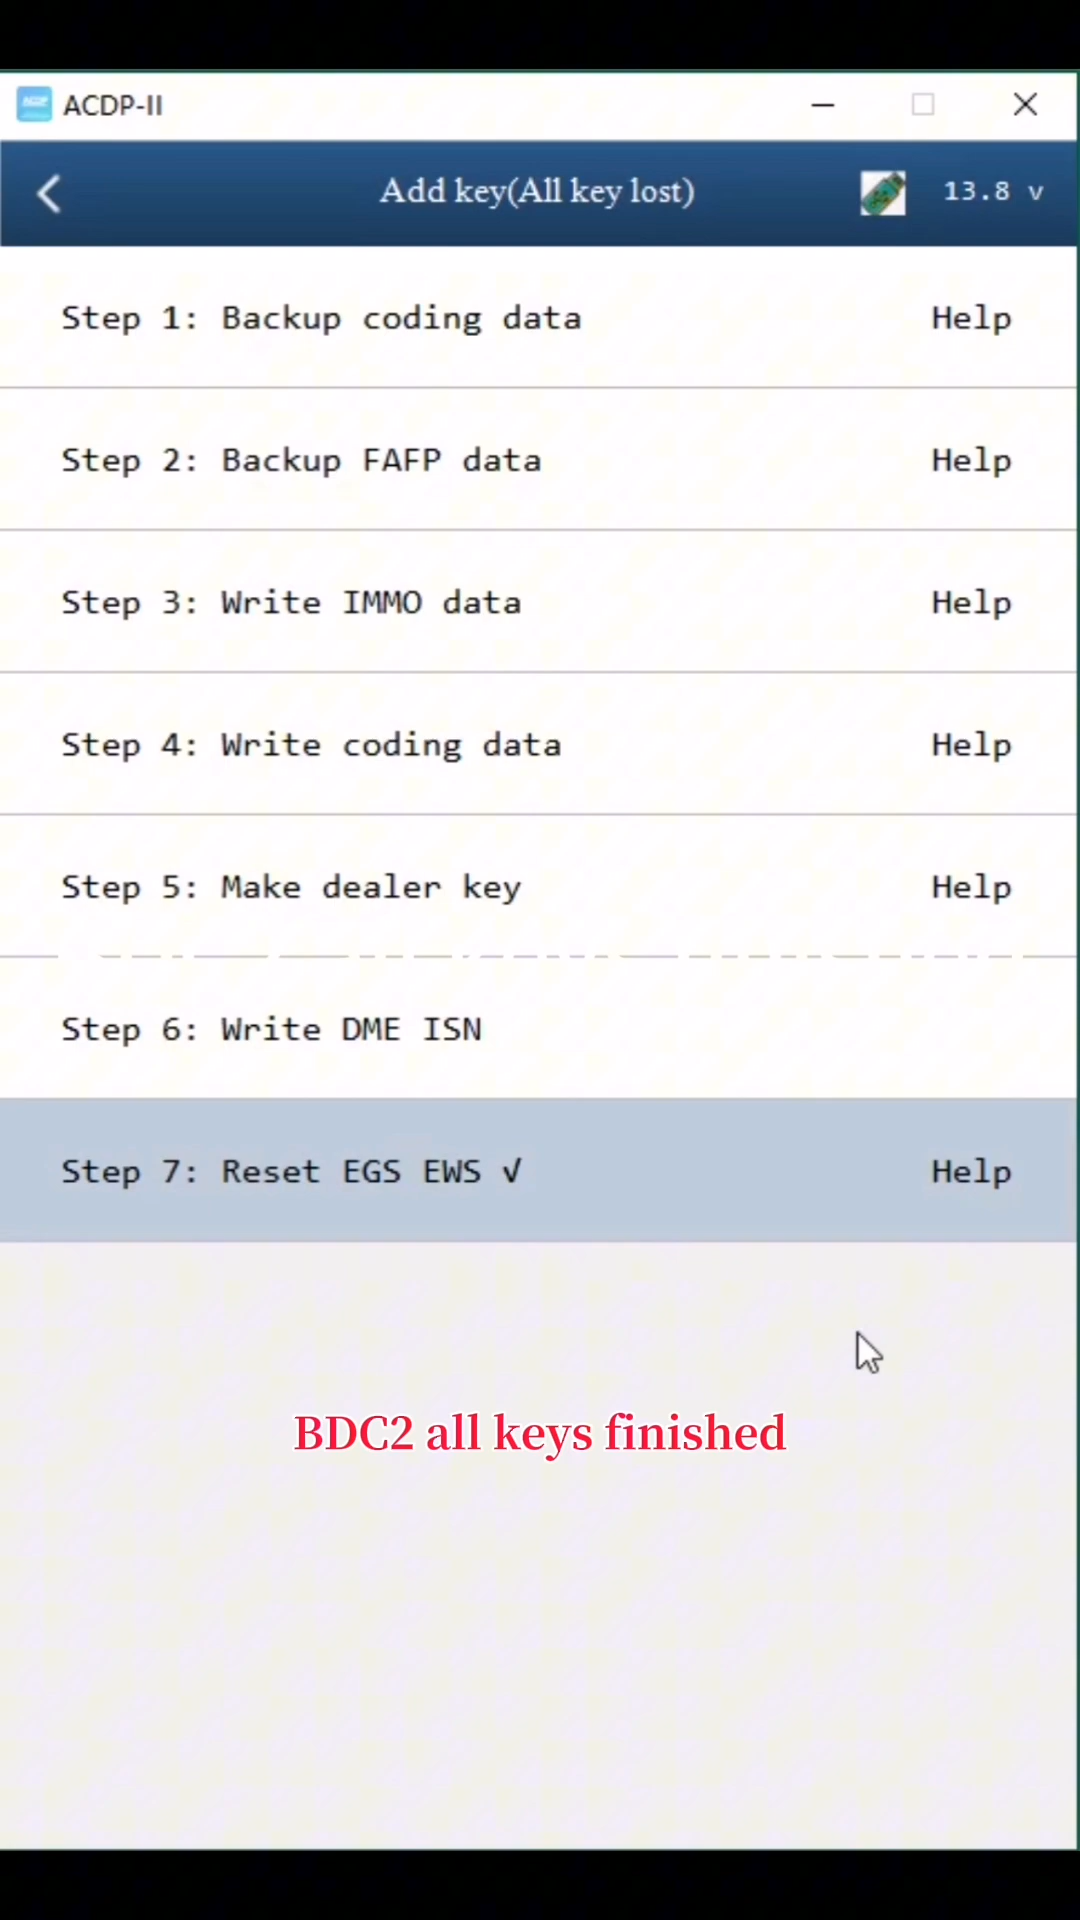 ACDP-II
Add key(All key lost)
13.8 v
Step 1: Backup coding data Help
Step 2: Backup FAFP data Help
Step 3: Write IMMO data Help
Step 4: Write coding data Help
Step 5: Make dealer key Help
Step 6: Write DME ISN
Step 7: Reset EGS EWS √ Help
BDC2 all keys finished